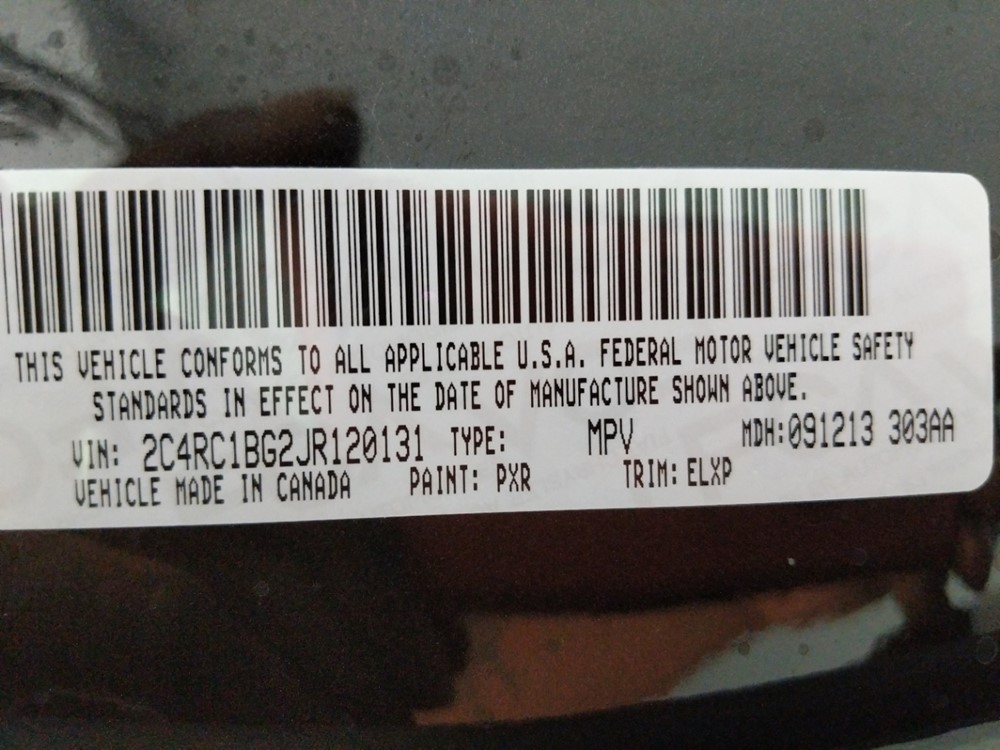 THIS VEHICLE CONFORMS TO ALL APPLICABLE U.S.A. FEDERAL MOTOR VEHICLE SAFETY
STANDARDS IN EFFECT ON THE DATE OF MANUFACTURE SHOWN ABOVE.
VIN: 2C4RC1BG2JR120131 TYPE: MPV MDH:091213 303AA
VEHICLE MADE IN CANADA PAINT: PXR TRIM: ELXP